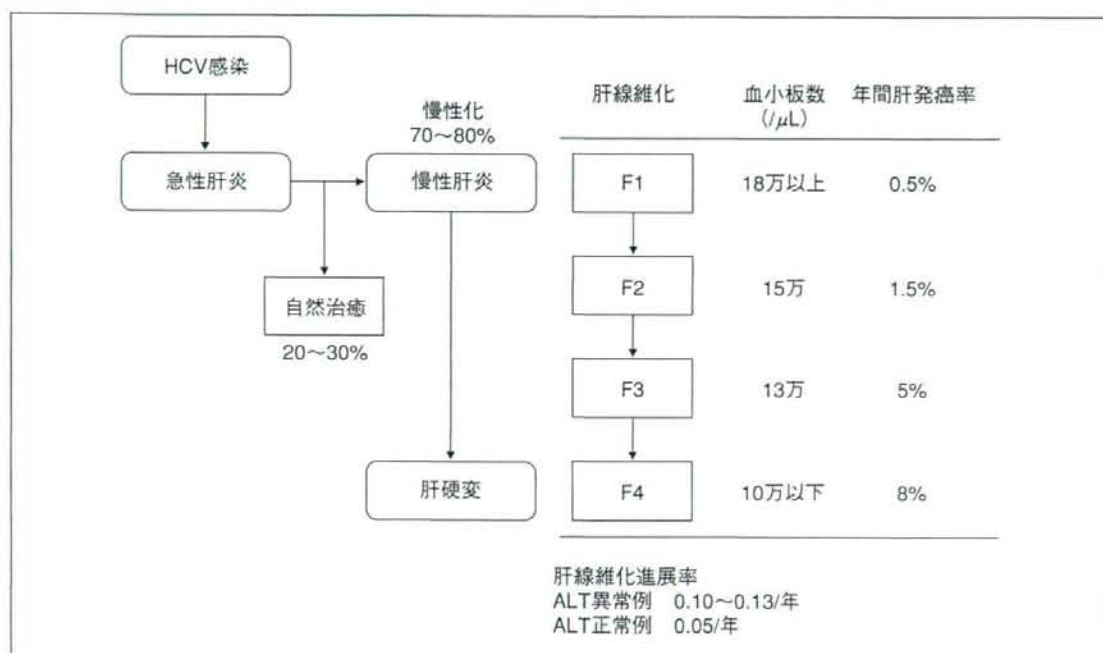 HCV感染
急性肝炎
慢性化
70〜80%
慢性肝炎
自然治癒
20〜30%
肝硬変
肝線維化 血小板数 年間肝発癌率
(/μL)
F1 18万以上 0.5%
F2 15万 1.5%
F3 13万 5%
F4 10万以下 8%
肝線維化進展率
ALT異常例 0.10〜0.13/年
ALT正常例 0.05/年